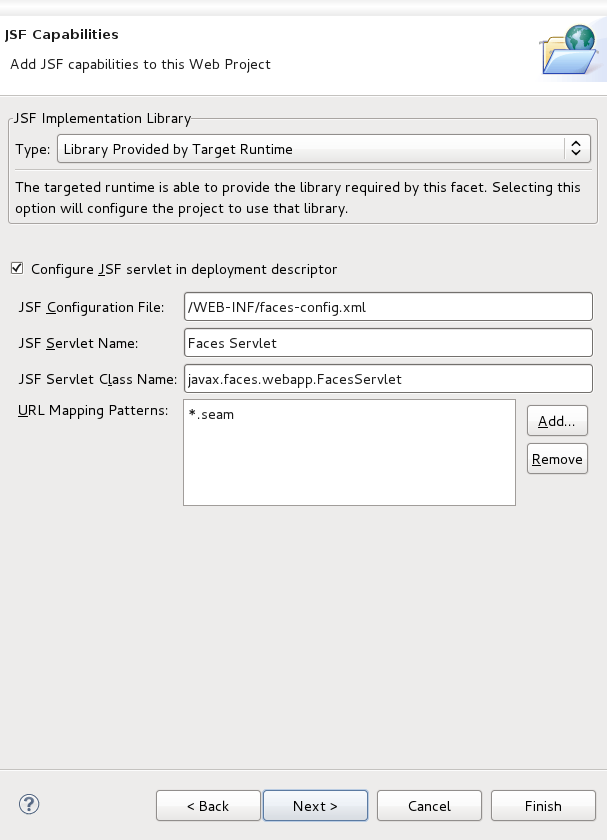 JSF Capabilities
Add JSF capabilities to this Web Project
JSF Implementation Library
Type: Library Provided by Target Runtime
The targeted runtime is able to provide the library required by this facet. Selecting this
option will configure the project to use that library.
Configure JSF servlet in deployment descriptor
JSF Configuration File: /WEB-INF/faces-config.xml
JSF Servlet Name: Faces Servlet
JSF Servlet Class Name: javax.faces.webapp.FacesServlet
URL Mapping Patterns: *.seam Add...
Remove
? < Back Next > Cancel Finish